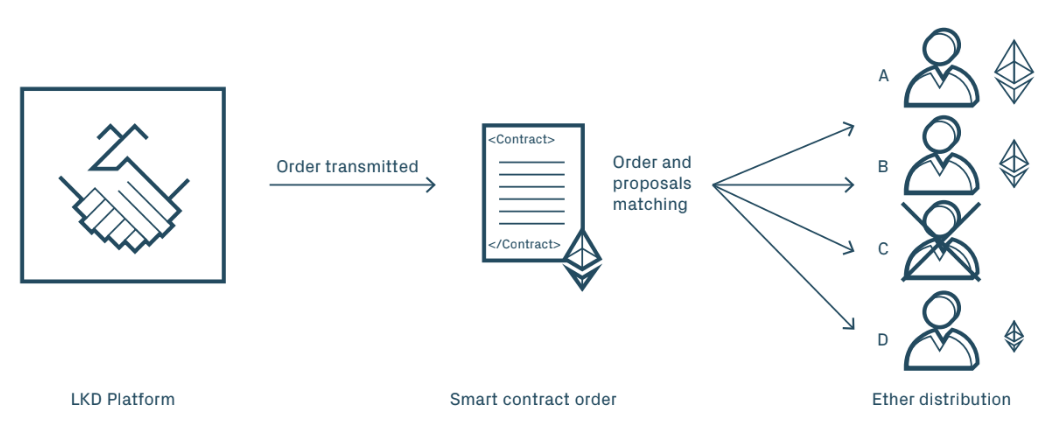 Order transmitted
<Contract>
</Contract>
Order and
proposals
matching
A
B
C
D
LKD Platform
Smart contract order
Ether distribution